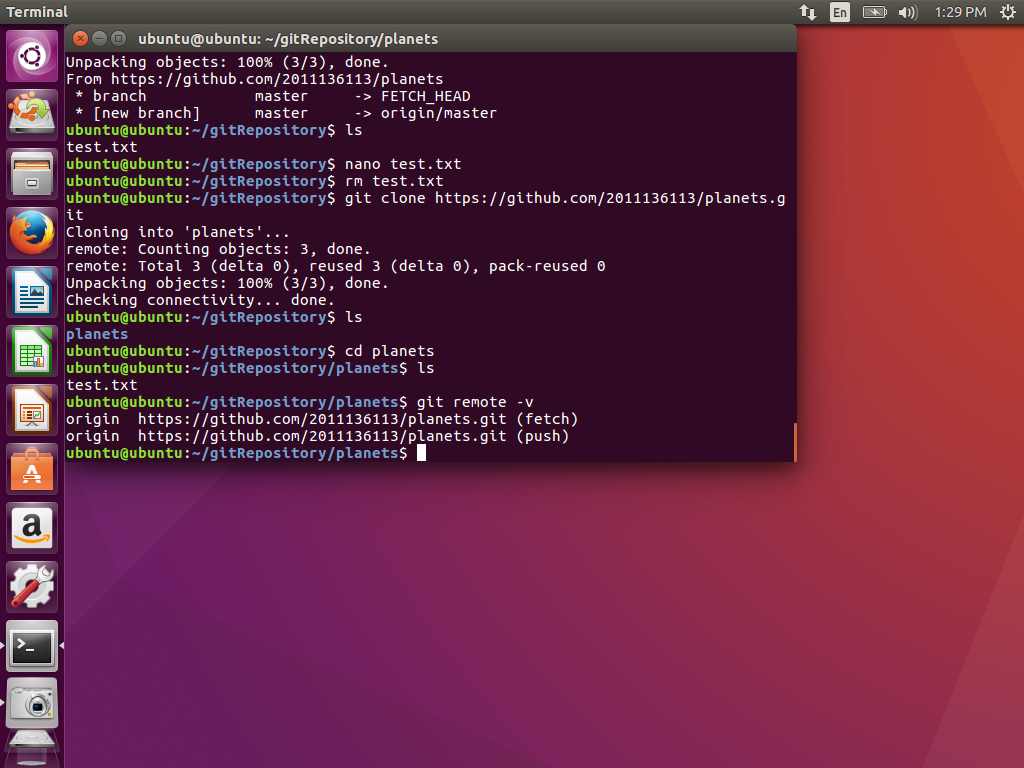 Terminal
En
1:29 PM
ubuntu@ubuntu: ~/gitRepository/planets
Unpacking objects: 100% (3/3), done.
From https://github.com/2011136113/planets
 * branch            master     -> FETCH_HEAD
 * [new branch]      master     -> origin/master
ubuntu@ubuntu:~/gitRepository$ ls
test.txt
ubuntu@ubuntu:~/gitRepository$ nano test.txt
ubuntu@ubuntu:~/gitRepository$ rm test.txt
ubuntu@ubuntu:~/gitRepository$ git clone https://github.com/2011136113/planets.g
it
Cloning into 'planets'...
remote: Counting objects: 3, done.
remote: Total 3 (delta 0), reused 3 (delta 0), pack-reused 0
Unpacking objects: 100% (3/3), done.
Checking connectivity... done.
ubuntu@ubuntu:~/gitRepository$ ls
planets
ubuntu@ubuntu:~/gitRepository$ cd planets
ubuntu@ubuntu:~/gitRepository/planets$ ls
test.txt
ubuntu@ubuntu:~/gitRepository/planets$ git remote -v
origin  https://github.com/2011136113/planets.git (fetch)
origin  https://github.com/2011136113/planets.git (push)
ubuntu@ubuntu:~/gitRepository/planets$